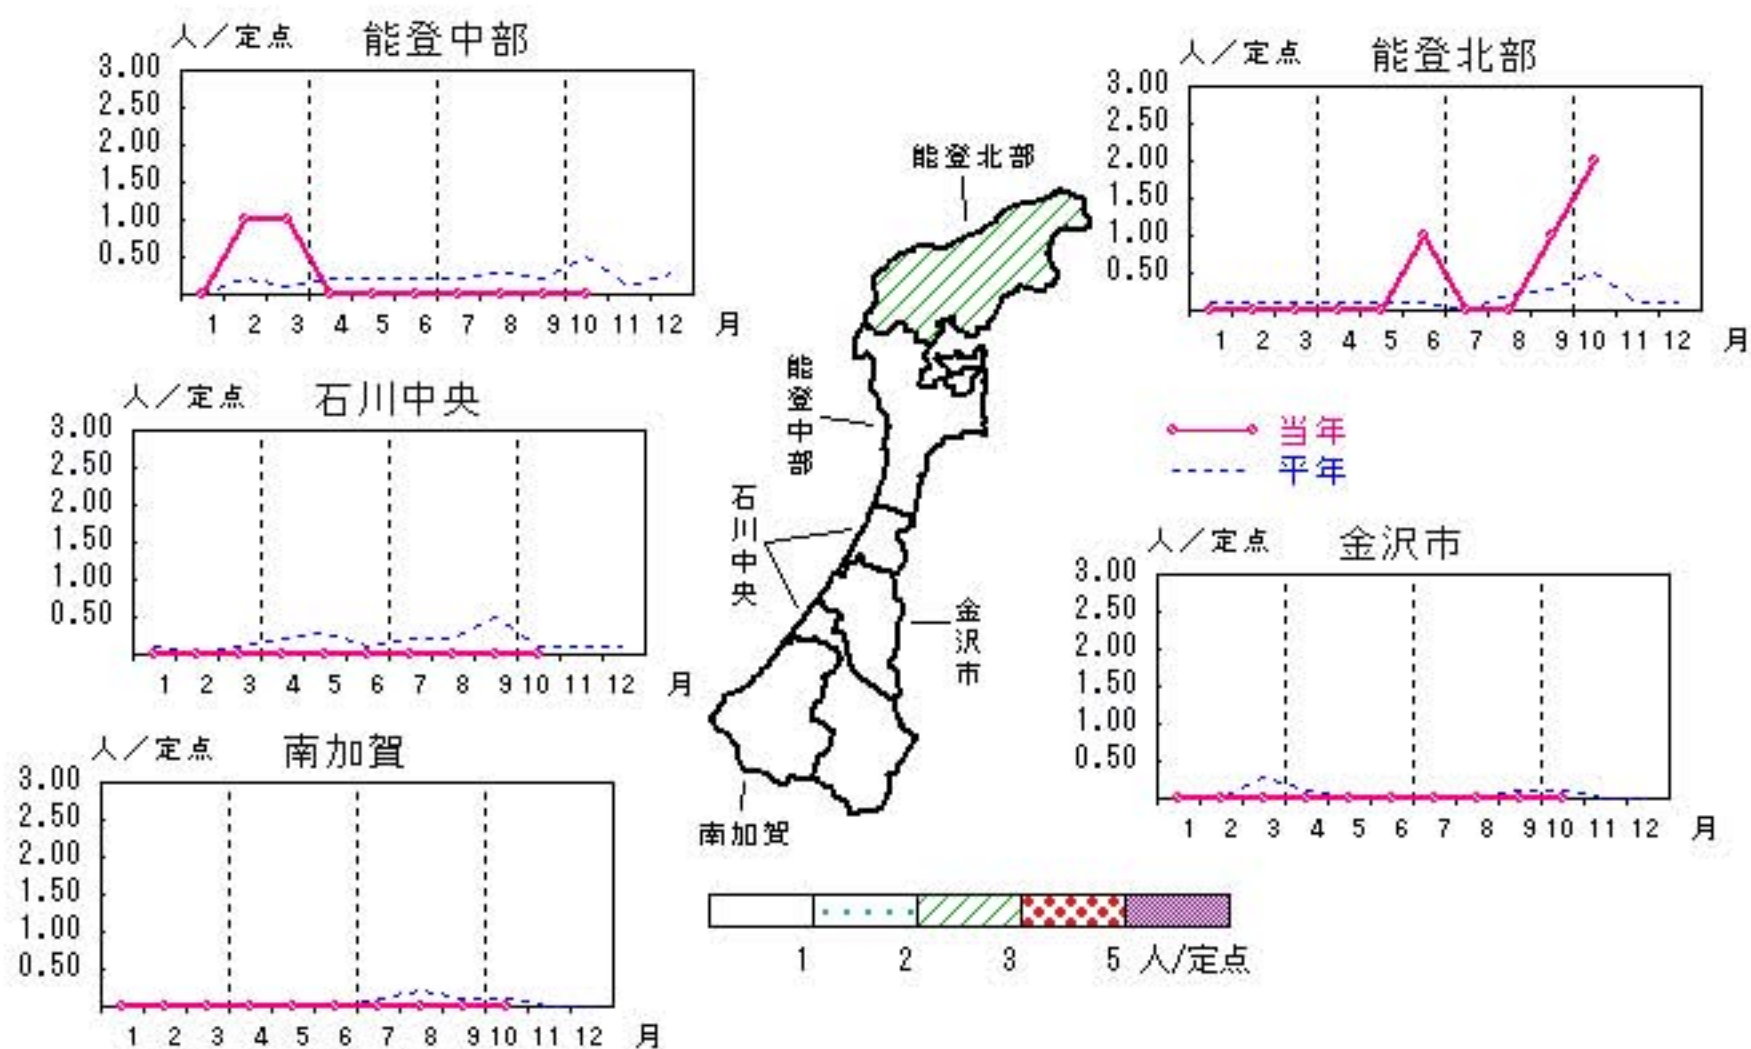 人/定点 能登中部
3.00
2.50
2.00
1.50
1.00
0.50
1 2 3 4 5 6 7 8 9 10 11 12 月
人/定点 能登北部
3.00
2.50
2.00
1.50
1.00
0.50
1 2 3 4 5 6 7 8 9 10 11 12 月
能登北部
能登中部
石川中央
金沢市
南加賀
当年
平年
人/定点 石川中央
3.00
2.50
2.00
1.50
1.00
0.50
1 2 3 4 5 6 7 8 9 10 11 12 月
人/定点 金沢市
3.00
2.50
2.00
1.50
1.00
0.50
1 2 3 4 5 6 7 8 9 10 11 12 月
人/定点 南加賀
3.00
2.50
2.00
1.50
1.00
0.50
1 2 3 4 5 6 7 8 9 10 11 12 月
1 2 3 5 人/定点